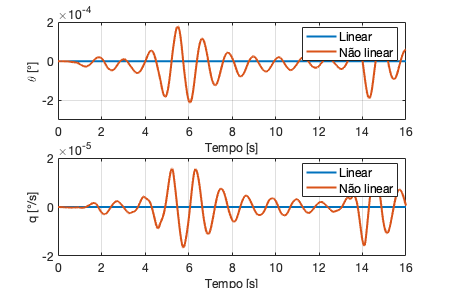 ×10⁻⁴
2
0
-2
θ [°]
Linear
Não linear
0 2 4 6 8 10 12 14 16
Tempo [s]
×10⁻⁵
2
0
-2
q [°/s]
Linear
Não linear
0 2 4 6 8 10 12 14 16
Tempo [s]